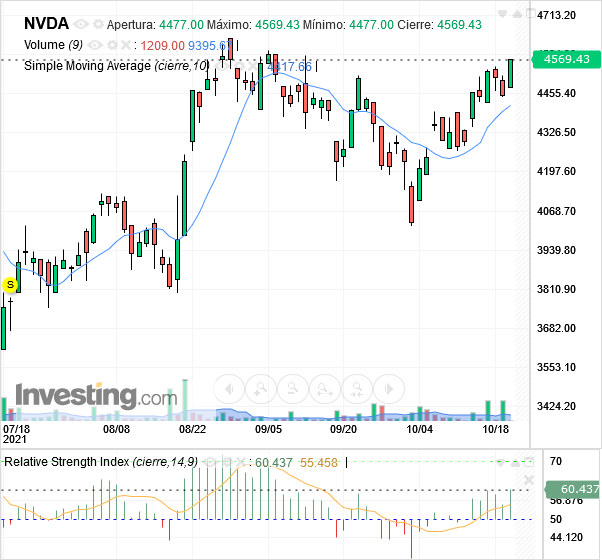 NVDA Apertura: 4477.00 Máximo: 4569.43 Mínimo: 4477.00 Cierre: 4569.43
Volume (9) : 1209.00 9395.67
Simple Moving Average (cierre,10) 4417.66
4713.20
4569.43
4455.40
4326.50
4197.60
4068.70
3939.80
3810.90
3682.00
3553.10
3424.20
S
Investing.com
07/18 08/08 08/22 09/05 09/20 10/04 10/18
2021
Relative Strength Index (cierre,14,9) : 60.437 55.458
70
60.437
56.876
50
44.120